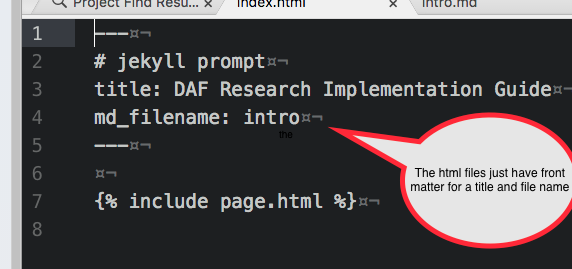 Project Find Resu... ×
index.html ×
intro.md
1 ---¤¬
2 # jekyll prompt¤¬
3 title: DAF Research Implementation Guide¤¬
4 md_filename: intro¤¬
the
5 ---¤¬
6 ¤¬
7 {% include page.html %}¤¬
8
The html files just have front
matter for a title and file name